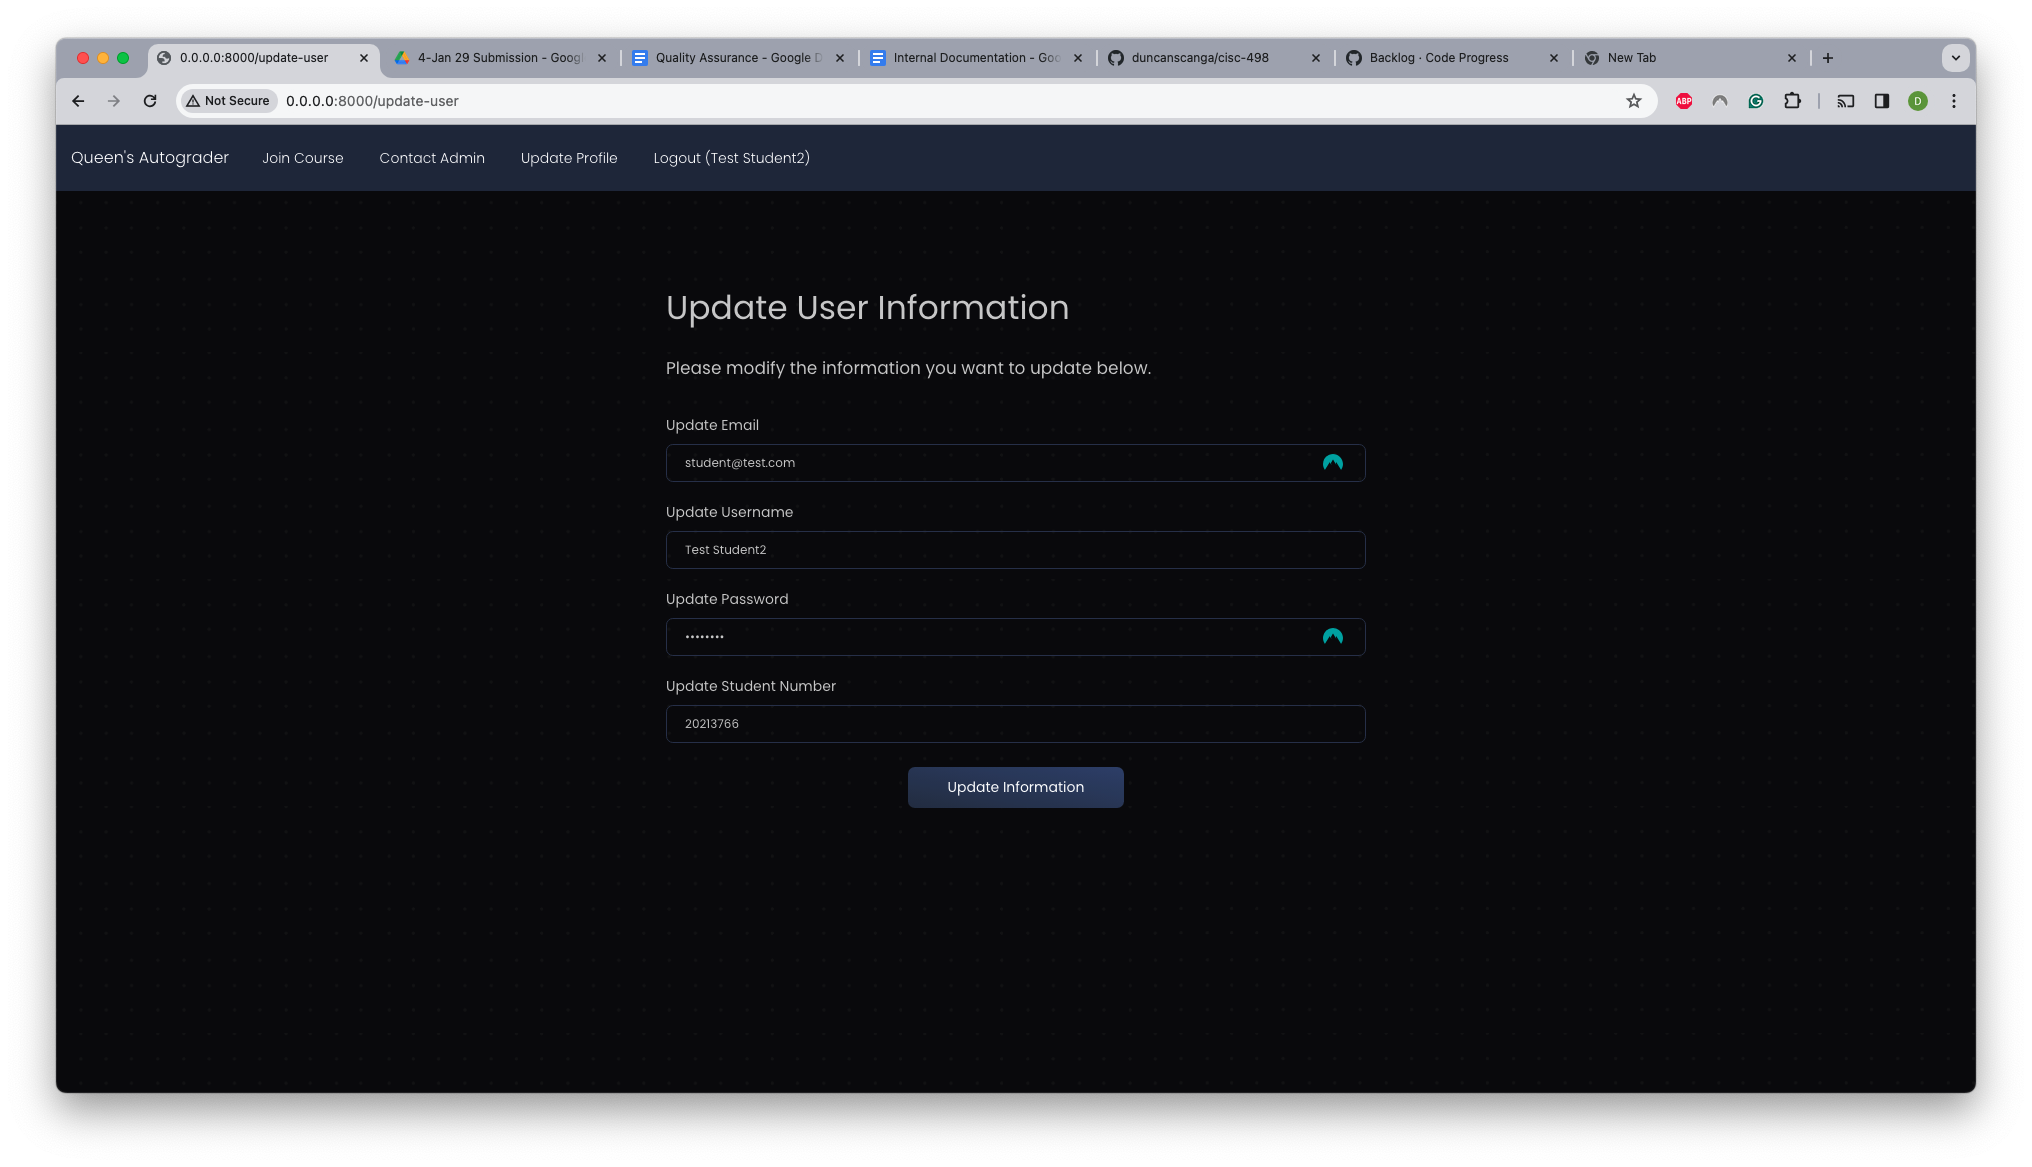 0.0.0.0:8000/update-user
4-Jan 29 Submission - Googl
Quality Assurance - Google D
Internal Documentation - Goo
duncanscanga/cisc-498
Backlog · Code Progress
New Tab
Not Secure
0.0.0.0:8000/update-user
ABP
G
D
Queen's Autograder
Join Course
Contact Admin
Update Profile
Logout (Test Student2)
Update User Information
Please modify the information you want to update below.
Update Email
student@test.com
Update Username
Test Student2
Update Password
••••••••
Update Student Number
20213766
Update Information